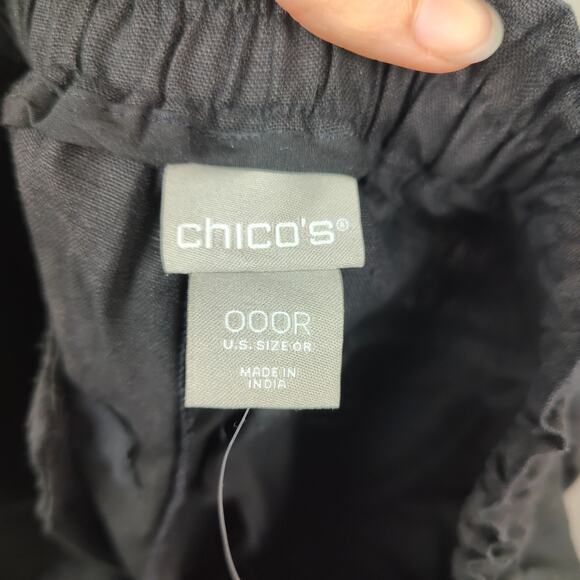 chico's®
000R
U.S. SIZE 0R
MADE IN
INDIA